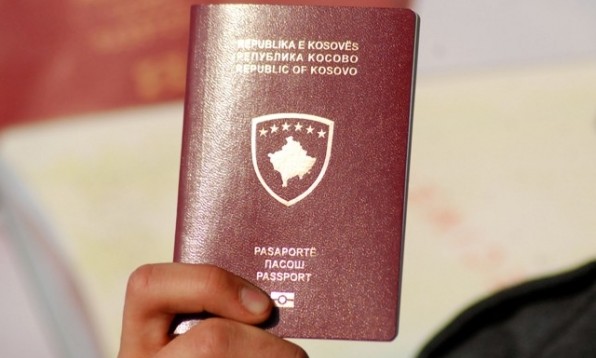 REPUBLIKA E KOSOVËS
РЕПУБЛИКА КОСОВО
REPUBLIC OF KOSOVO
PASAPORTË
ПАСОШ
PASSPORT